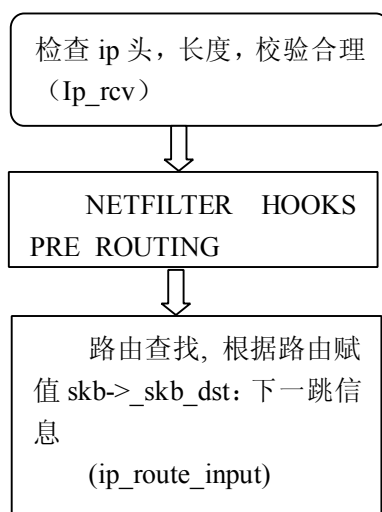 检查 ip 头，长度，校验合理
（Ip_rcv）
NETFILTER HOOKS
PRE ROUTING
路由查找, 根据路由赋
值 skb->_skb_dst：下一跳信
息
(ip_route_input)